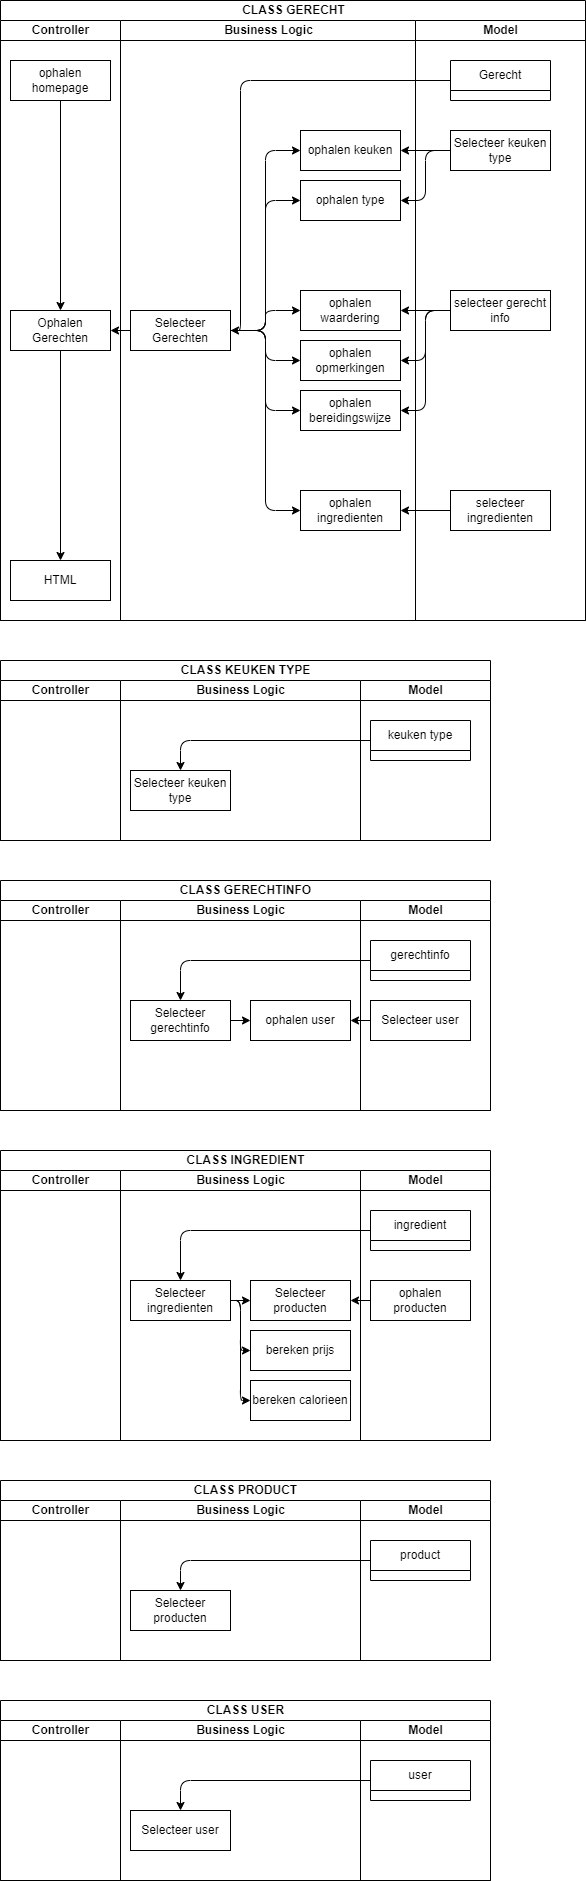 CLASS GERECHT
Controller
Business Logic
Model
ophalen
homepage
Gerecht
ophalen keuken
Selecteer keuken
type
ophalen type
Ophalen
Gerechten
Selecteer
Gerechten
ophalen
waardering
selecteer gerecht
info
ophalen
opmerkingen
ophalen
bereidingswijze
ophalen
ingredienten
selecteer
ingredienten
HTML
CLASS KEUKEN TYPE
Controller
Business Logic
Model
keuken type
Selecteer keuken
type
CLASS GERECHTINFO
Controller
Business Logic
Model
gerechtinfo
Selecteer
gerechtinfo
ophalen user
Selecteer user
CLASS INGREDIENT
Controller
Business Logic
Model
ingredient
Selecteer
ingredienten
Selecteer
producten
ophalen
producten
bereken prijs
bereken calorieen
CLASS PRODUCT
Controller
Business Logic
Model
product
Selecteer
producten
CLASS USER
Controller
Business Logic
Model
user
Selecteer user